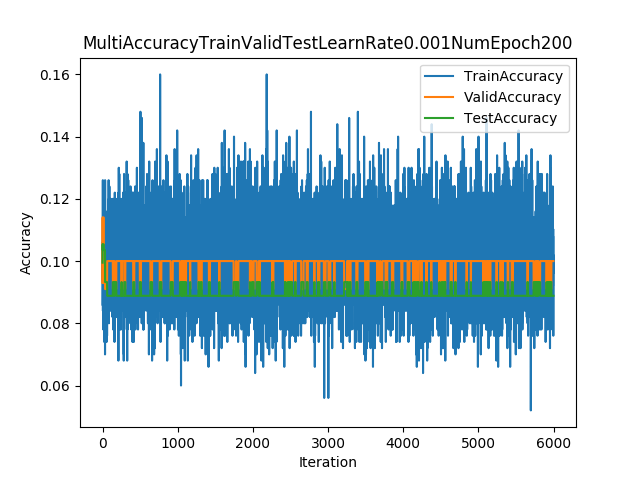 MultiAccuracyTrainValidTestLearnRate0.001NumEpoch200
TrainAccuracy
ValidAccuracy
TestAccuracy
Accuracy
0.16
0.14
0.12
0.10
0.08
0.06
0 1000 2000 3000 4000 5000 6000
Iteration